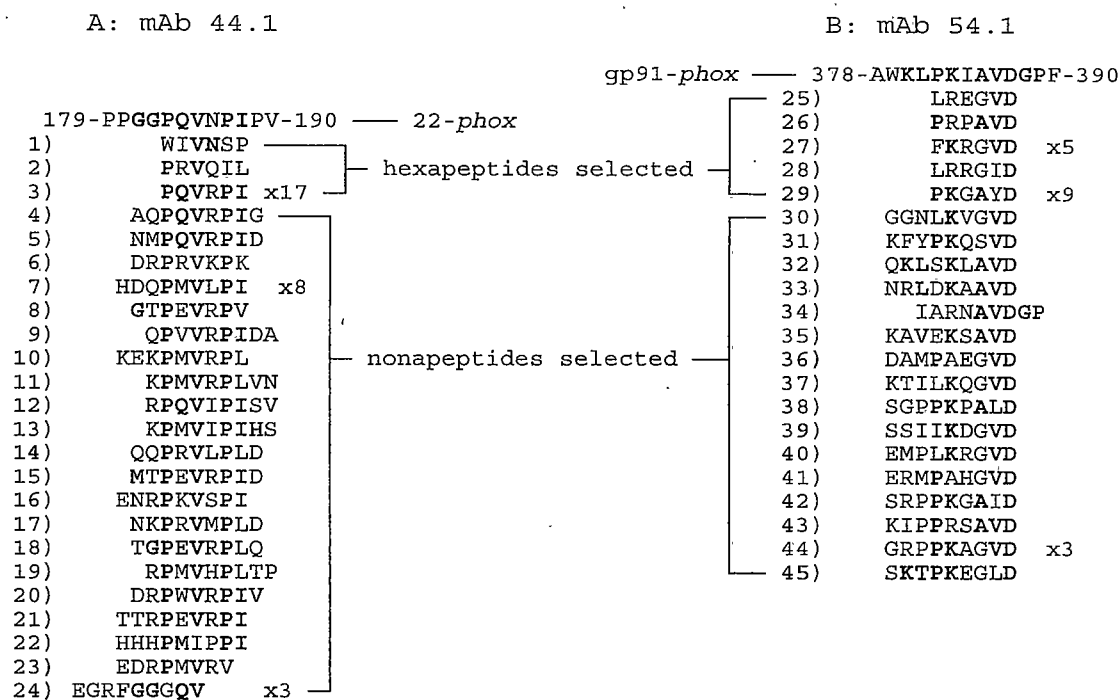 A: mAb 44.1
179-PPGGPQVNPIPV-190 — 22-phox
1) WIVNSP
2) PRVQIL
3) PQVRPI x17
4) AQPQVRPIG
5) NMPQVRPID
6) DRPRVKPK
7) HDQPMVLPI x8
8) GTPEVRPV
9) QPVVRPIDA
10) KEKPMVRPL
11) KPMVRPLVN
12) RPQVIPISV
13) KPMVIPIHS
14) QQPRVLPLD
15) MTPEVRPID
16) ENRPKVSPI
17) NKPRVMPLD
18) TGPEVRPLQ
19) RPMVHPLTP
20) DRPWVRPIV
21) TTRPEVRPI
22) HHHPMIPPI
23) EDRPMVRV
24) EGRFGGGQV x3
hexapeptides selected
nonapeptides selected
B: mAb 54.1
gp91-phox — 378-AWKLPKIAVDGPF-390
25) LREGVD
26) PRPAVD
27) FKRGVD x5
28) LRRGID
29) PKGAYD x9
30) GGNLKVGVD
31) KFYPKQSVD
32) QKLSKLAVD
33) NRLDKAAVD
34) IARNAVDGP
35) KAVEKSAVD
36) DAMPAEGVD
37) KTILKQGVD
38) SGPPKPALD
39) SSIIKDGVD
40) EMPLKRGVD
41) ERMPAHGVD
42) SRPPKGAID
43) KIPPRSAVD
44) GRPPKAGVD x3
45) SKTPKEGLD